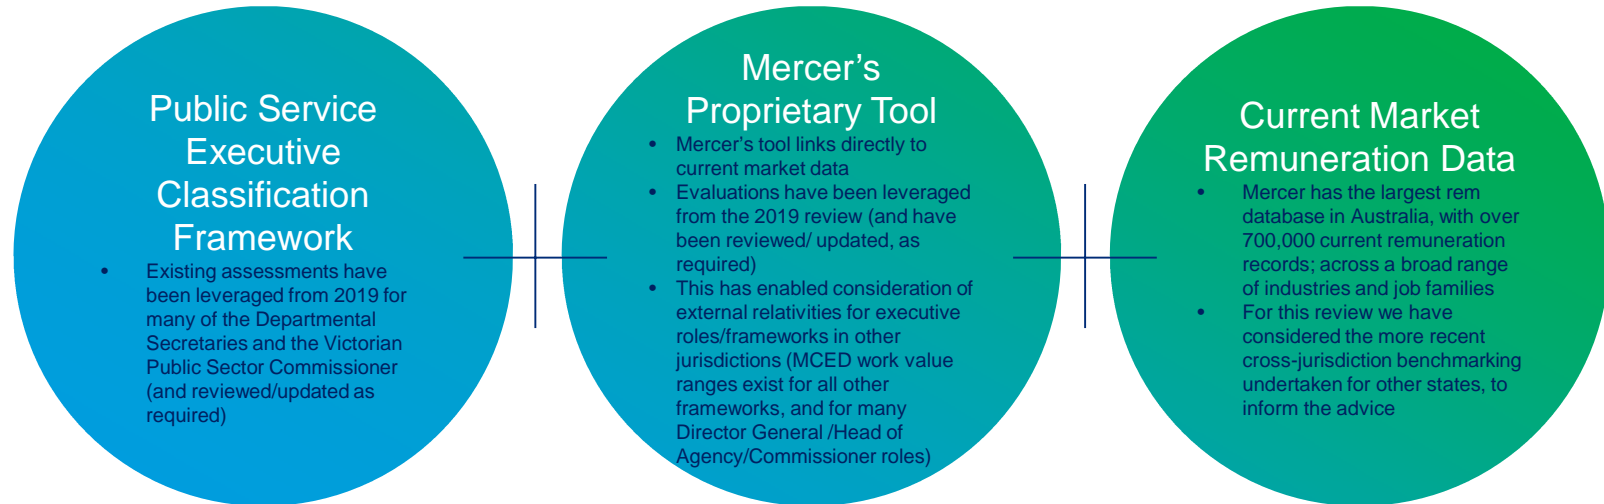 Public Service
Executive
Classification
Framework
• Existing assessments have
been leveraged from 2019 for
many of the Departmental
Secretaries and the Victorian
Public Sector Commissioner
(and reviewed/updated as
required)
Mercer’s
Proprietary Tool
• Mercer’s tool links directly to
current market data
• Evaluations have been leveraged
from the 2019 review (and have
been reviewed/ updated, as
required)
• This has enabled consideration of
external relativities for executive
roles/frameworks in other
jurisdictions (MCED work value
ranges exist for all other
frameworks, and for many
Director General /Head of
Agency/Commissioner roles)
Current Market
Remuneration Data
• Mercer has the largest rem
database in Australia, with over
700,000 current remuneration
records; across a broad range
of industries and job families
• For this review we have
considered the more recent
cross-jurisdiction benchmarking
undertaken for other states, to
inform the advice